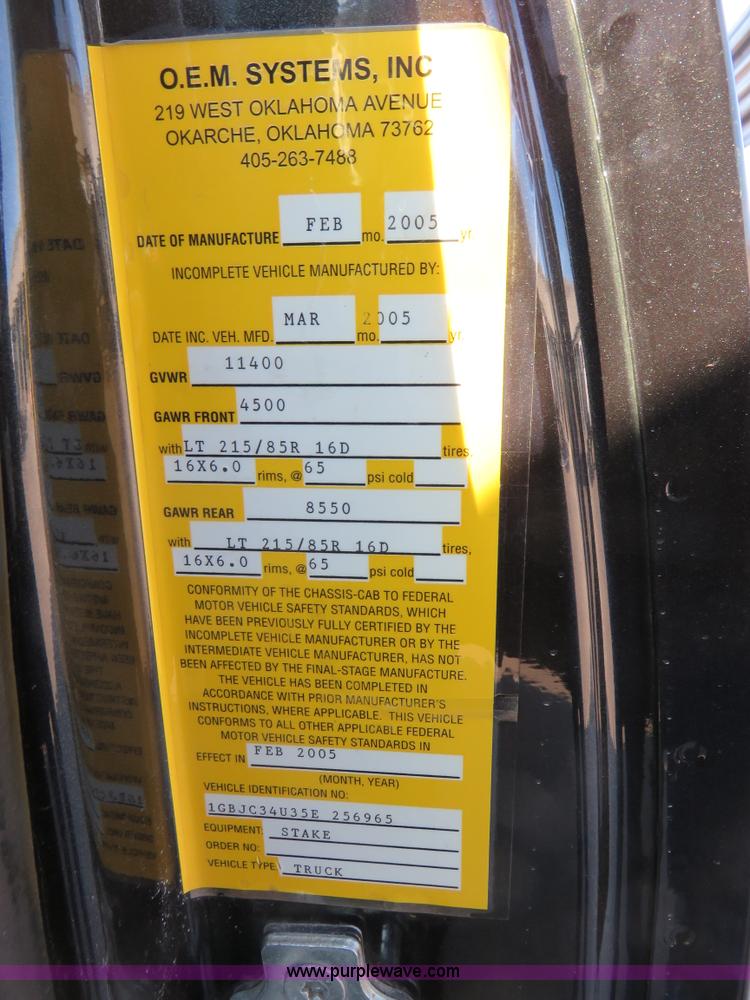 O.E.M. SYSTEMS, INC
219 WEST OKLAHOMA AVENUE
OKARCHE, OKLAHOMA 73762
405-263-7488
DATE OF MANUFACTURE FEB mo. 2005 yr.
INCOMPLETE VEHICLE MANUFACTURED BY:
DATE INC. VEH. MFD. MAR mo. 2005 yr.
GVWR 11400
GAWR FRONT 4500
with LT 215/85R 16D tires,
16X6.0 rims, @ 65 psi cold
GAWR REAR 8550
with LT 215/85R 16D tires,
16X6.0 rims, @ 65 psi cold
CONFORMITY OF THE CHASSIS-CAB TO FEDERAL
MOTOR VEHICLE SAFETY STANDARDS, WHICH
HAVE BEEN PREVIOUSLY FULLY CERTIFIED BY THE
INCOMPLETE VEHICLE MANUFACTURER OR BY THE
INTERMEDIATE VEHICLE MANUFACTURER, HAS NOT
BEEN AFFECTED BY THE FINAL-STAGE MANUFACTURE.
THE VEHICLE HAS BEEN COMPLETED IN
ACCORDANCE WITH PRIOR MANUFACTURER'S
INSTRUCTIONS, WHERE APPLICABLE. THIS VEHICLE
CONFORMS TO ALL OTHER APPLICABLE FEDERAL
MOTOR VEHICLE SAFETY STANDARDS IN
EFFECT IN FEB 2005
(MONTH, YEAR)
VEHICLE IDENTIFICATION NO:
1GBJC34U35E 256965
EQUIPMENT: STAKE
ORDER NO:
VEHICLE TYPE: TRUCK
www.purplewave.com